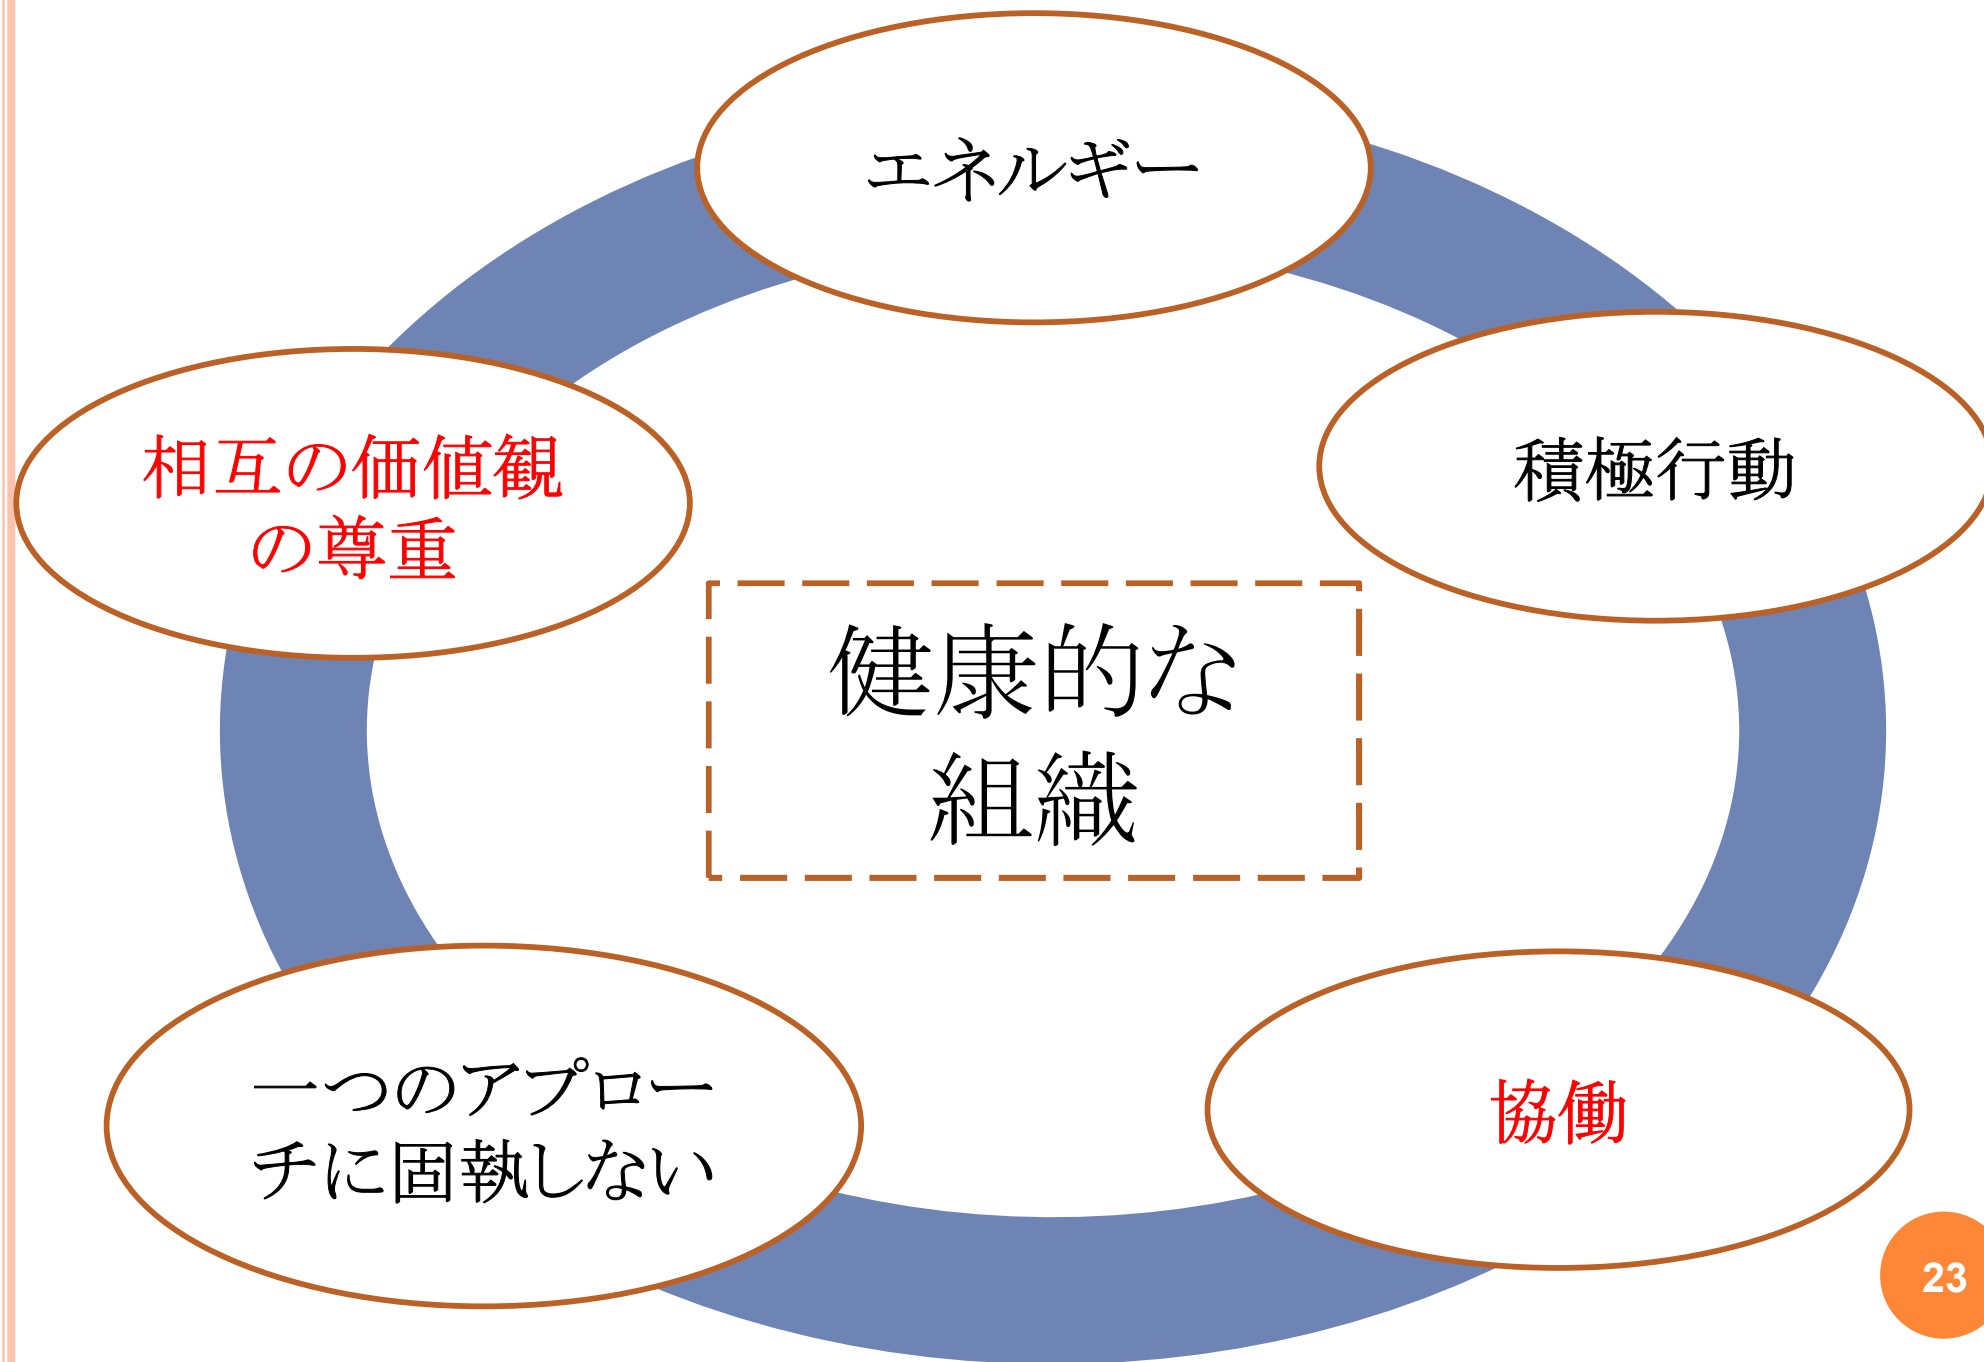 エネルギー
相互の価値観
の尊重
積極行動
健康的な
組織
一つのアプロー
チに固執しない
協働
23